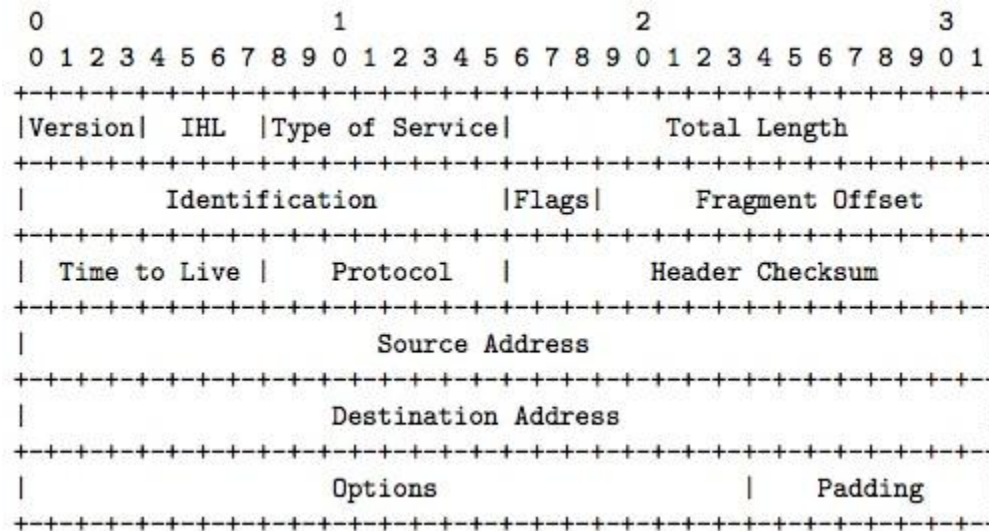 0                   1                   2                   3
0 1 2 3 4 5 6 7 8 9 0 1 2 3 4 5 6 7 8 9 0 1 2 3 4 5 6 7 8 9 0 1
+-+-+-+-+-+-+-+-+-+-+-+-+-+-+-+-+-+-+-+-+-+-+-+-+-+-+-+-+-+-+-+-
|Version|  IHL  |Type of Service|          Total Length
+-+-+-+-+-+-+-+-+-+-+-+-+-+-+-+-+-+-+-+-+-+-+-+-+-+-+-+-+-+-+-+-
|         Identification        |Flags|      Fragment Offset
+-+-+-+-+-+-+-+-+-+-+-+-+-+-+-+-+-+-+-+-+-+-+-+-+-+-+-+-+-+-+-+-
|  Time to Live |    Protocol   |         Header Checksum
+-+-+-+-+-+-+-+-+-+-+-+-+-+-+-+-+-+-+-+-+-+-+-+-+-+-+-+-+-+-+-+-
|                       Source Address
+-+-+-+-+-+-+-+-+-+-+-+-+-+-+-+-+-+-+-+-+-+-+-+-+-+-+-+-+-+-+-+-
|                    Destination Address
+-+-+-+-+-+-+-+-+-+-+-+-+-+-+-+-+-+-+-+-+-+-+-+-+-+-+-+-+-+-+-+-
|                    Options                    |    Padding
+-+-+-+-+-+-+-+-+-+-+-+-+-+-+-+-+-+-+-+-+-+-+-+-+-+-+-+-+-+-+-+-